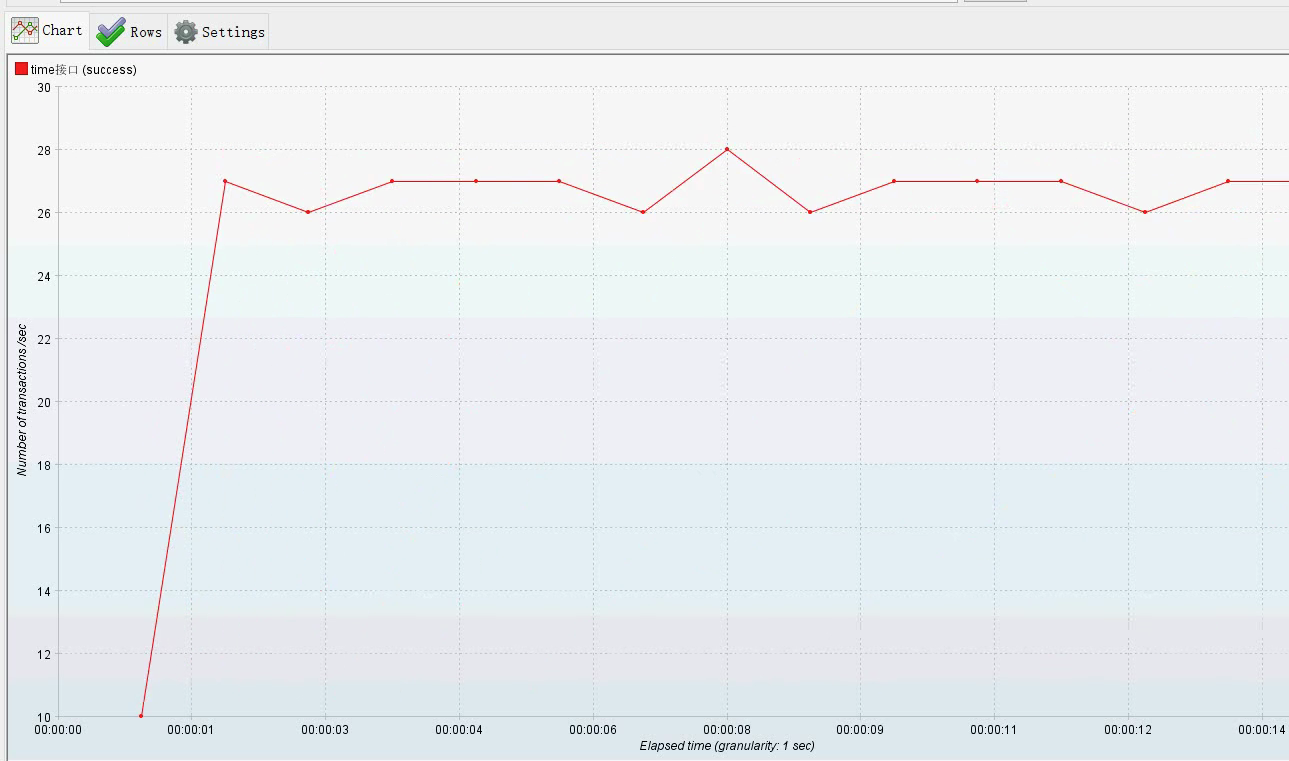 Chart Rows Settings
time接口 (success)
30
28
26
24
22
20
18
16
14
12
10
Number of transactions /sec
00:00:00 00:00:01 00:00:03 00:00:04 00:00:06 00:00:08 00:00:09 00:00:11 00:00:12 00:00:14
Elapsed time (granularity: 1 sec)